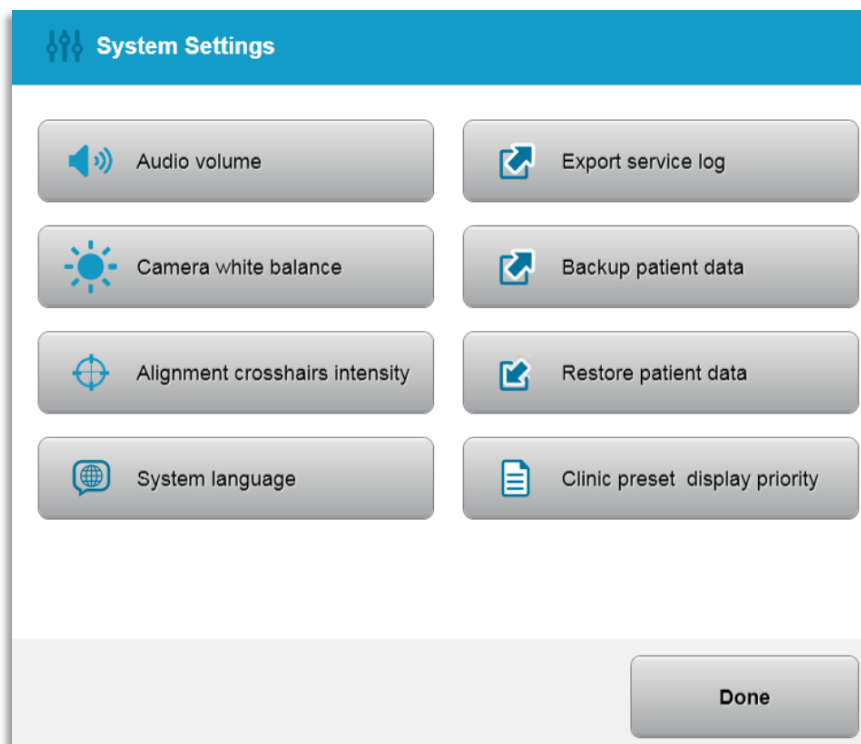 System Settings
Audio volume
Export service log
Camera white balance
Backup patient data
Alignment crosshairs intensity
Restore patient data
System language
Clinic preset display priority
Done